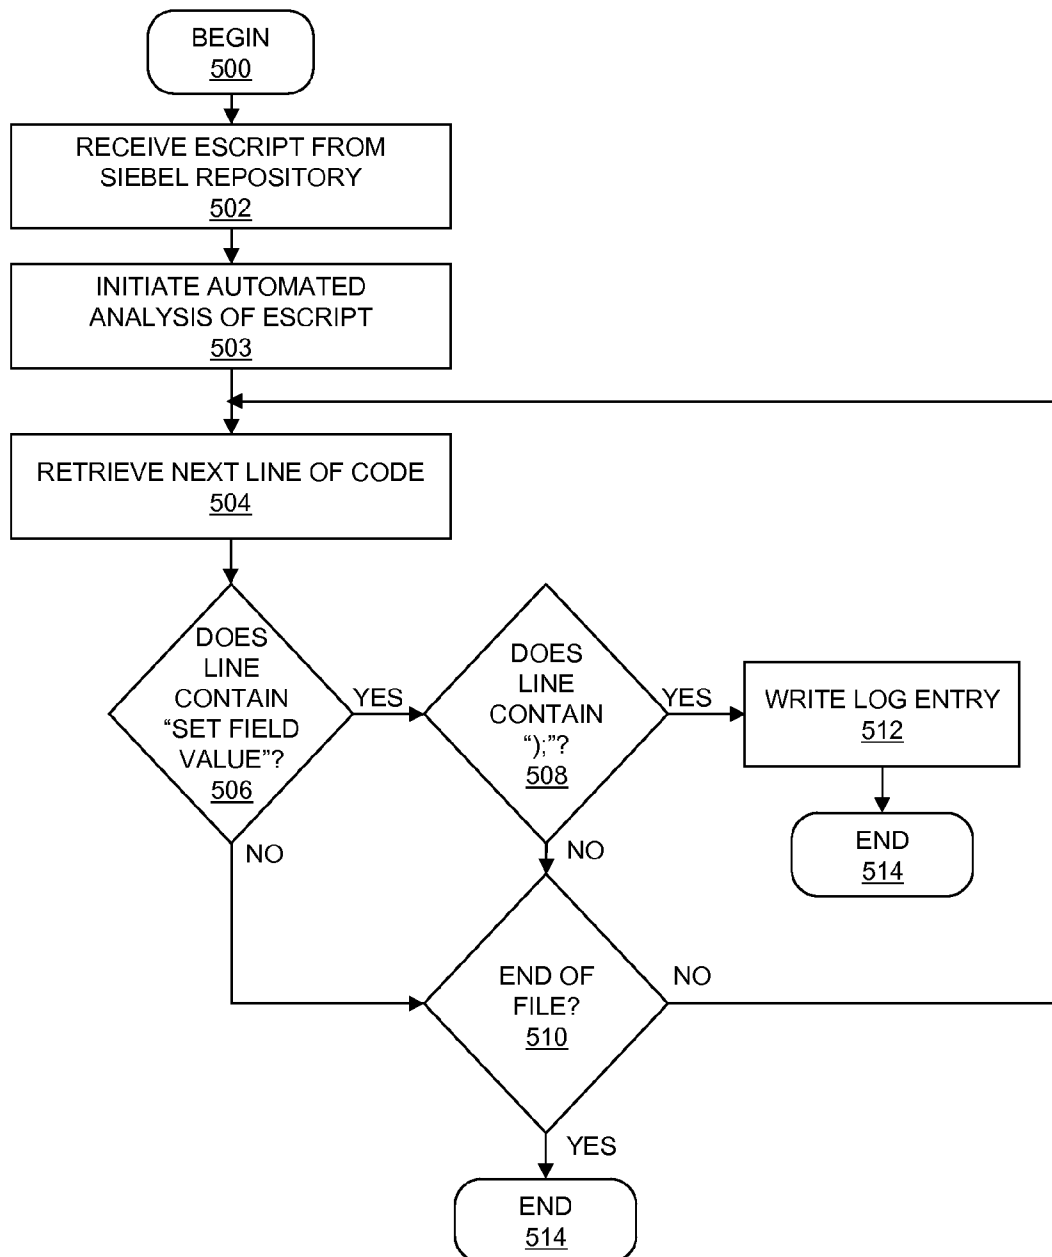 BEGIN
500
RECEIVE ESCRIPT FROM
SIEBEL REPOSITORY
502
INITIATE AUTOMATED
ANALYSIS OF ESCRIPT
503
RETRIEVE NEXT LINE OF CODE
504
DOES
LINE
CONTAIN
“SET FIELD
VALUE”?
506
YES
NO
DOES
LINE
CONTAIN
“);”?
508
YES
NO
WRITE LOG ENTRY
512
END
514
END OF
FILE?
510
NO
YES
END
514